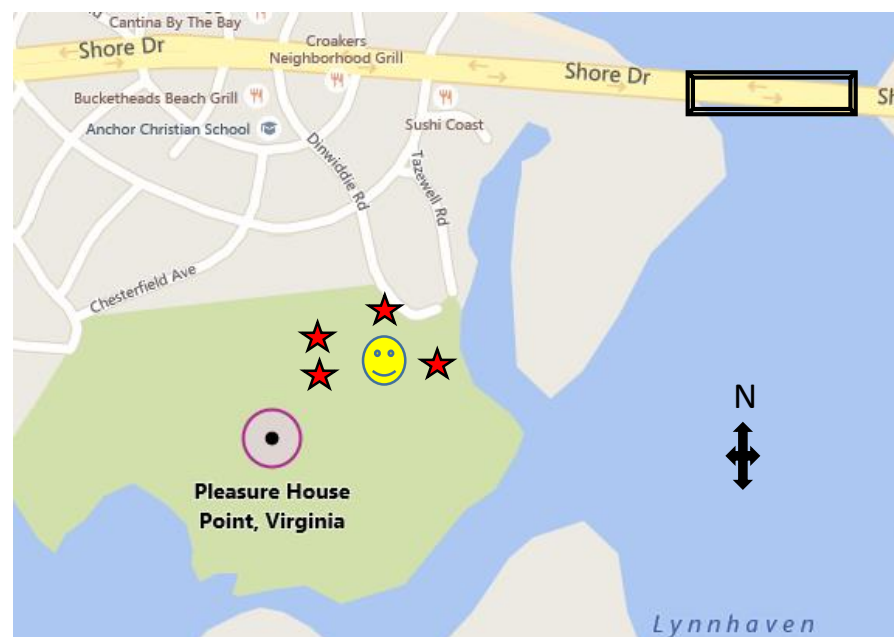 Cantina By The Bay
Shore Dr
Croakers
Neighborhood Grill
Shore Dr
Sh
Bucketheads Beach Grill
Anchor Christian School
Sushi Coast
Dinwiddie Rd
Tazewell Rd
Chesterfield Ave
N
Pleasure House
Point, Virginia
Lynnhaven